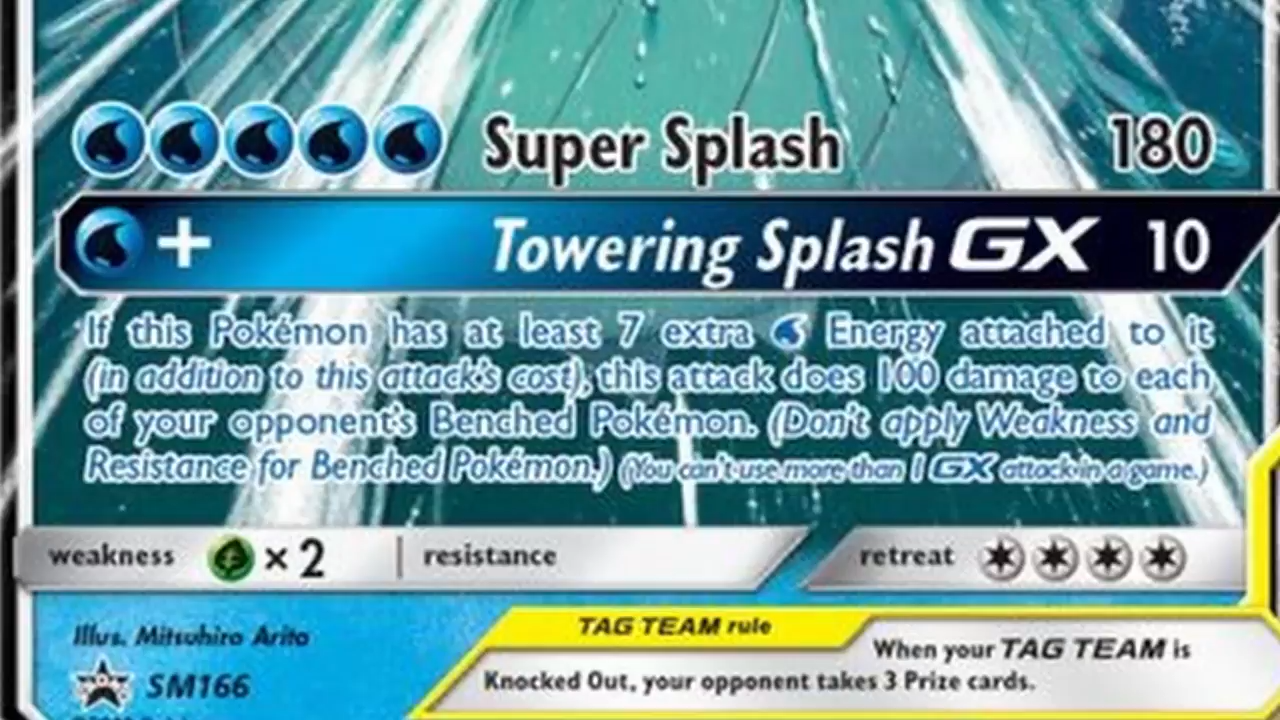 Super Splash 180
+ Towering Splash GX 10
If this Pokémon has at least 7 extra Energy attached to it
(in addition to this attack's cost), this attack does 100 damage to each
of your opponent's Benched Pokémon. (Don't apply Weakness and
Resistance for Benched Pokémon.) (You can't use more than 1 GX attack in a game.)
weakness × 2 resistance retreat
Illus. Mitsuhiro Arita
TAG TEAM rule
When your TAG TEAM is
Knocked Out, your opponent takes 3 Prize cards.
SM166